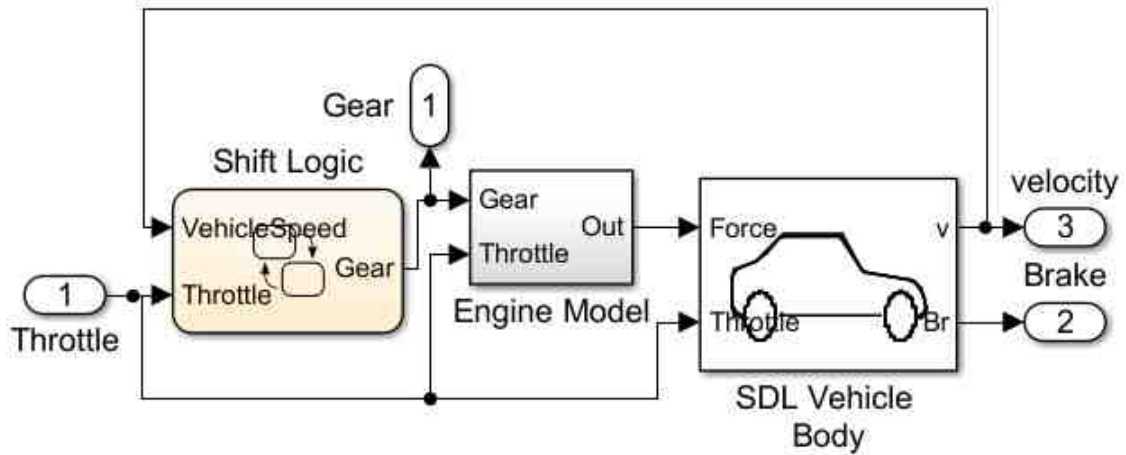 Gear
1
Shift Logic
VehicleSpeed
Gear
Throttle
1
Throttle
Gear
Throttle
Out
Engine Model
Force
v
Throttle
Br
SDL Vehicle
Body
velocity
3
Brake
2